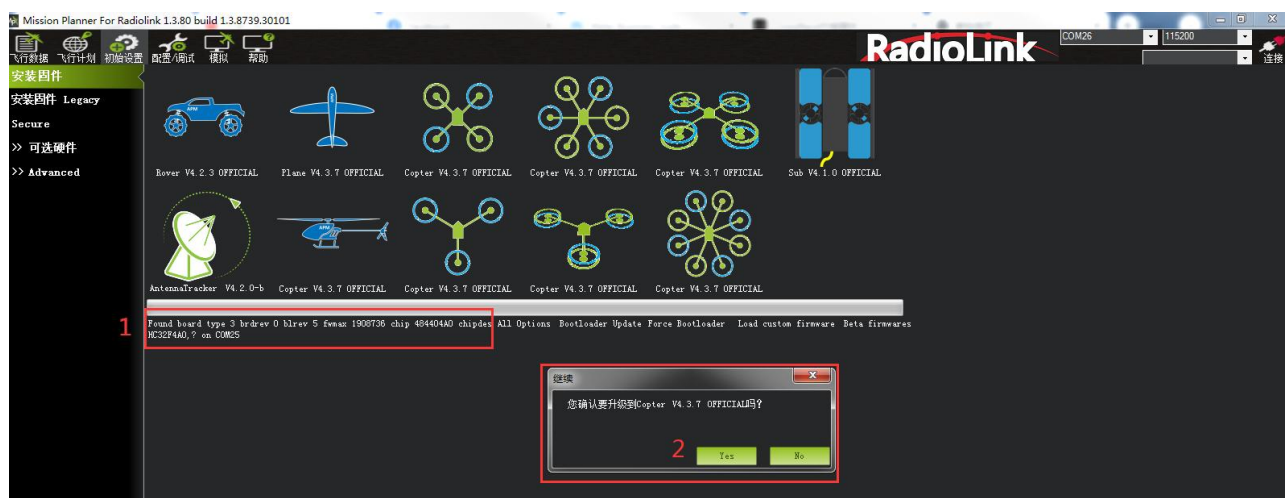 Mission Planner For Radiolink 1.3.80 build 1.3.8739.30101
飞行数据 飞行计划 初始设置 配置/调试 模拟 帮助
RadioLink
COM26 115200
连接
安装固件
安装固件 Legacy
Secure
>> 可选硬件
>> Advanced
APM
Rover V4.2.3 OFFICIAL Plane V4.3.7 OFFICIAL Copter V4.3.7 OFFICIAL Copter V4.3.7 OFFICIAL Copter V4.3.7 OFFICIAL Sub V4.1.0 OFFICIAL
APM
AntennaTracker V4.2.0-b Copter V4.3.7 OFFICIAL Copter V4.3.7 OFFICIAL Copter V4.3.7 OFFICIAL Copter V4.3.7 OFFICIAL
1
Found board type 3 brdrev 0 blrev 5 fwmax 1908736 chip 484404A0 chipdes All Options Bootloader Update Force Bootloader Load custom firmware Beta firmwares
HC32F4A0,? on COM25
继续
您确认要升级到Copter V4.3.7 OFFICIAL吗?
2
Yes No